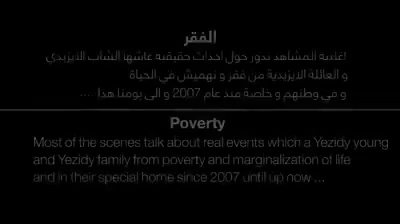 الفقر
اغلبية المشاهد تدور حول احداث حقيقية عاشها الشاب الايزيدي
و العائلة الايزيدية من فقر و تهميش في الحياة
و في وطنهم و خاصة منذ عام 2007 و الى يومنا هذا ....
Poverty
Most of the scenes talk about real events which a Yezidy young
and Yezidy family from poverty and marginalization of life
and in their special home since 2007 until up now ...